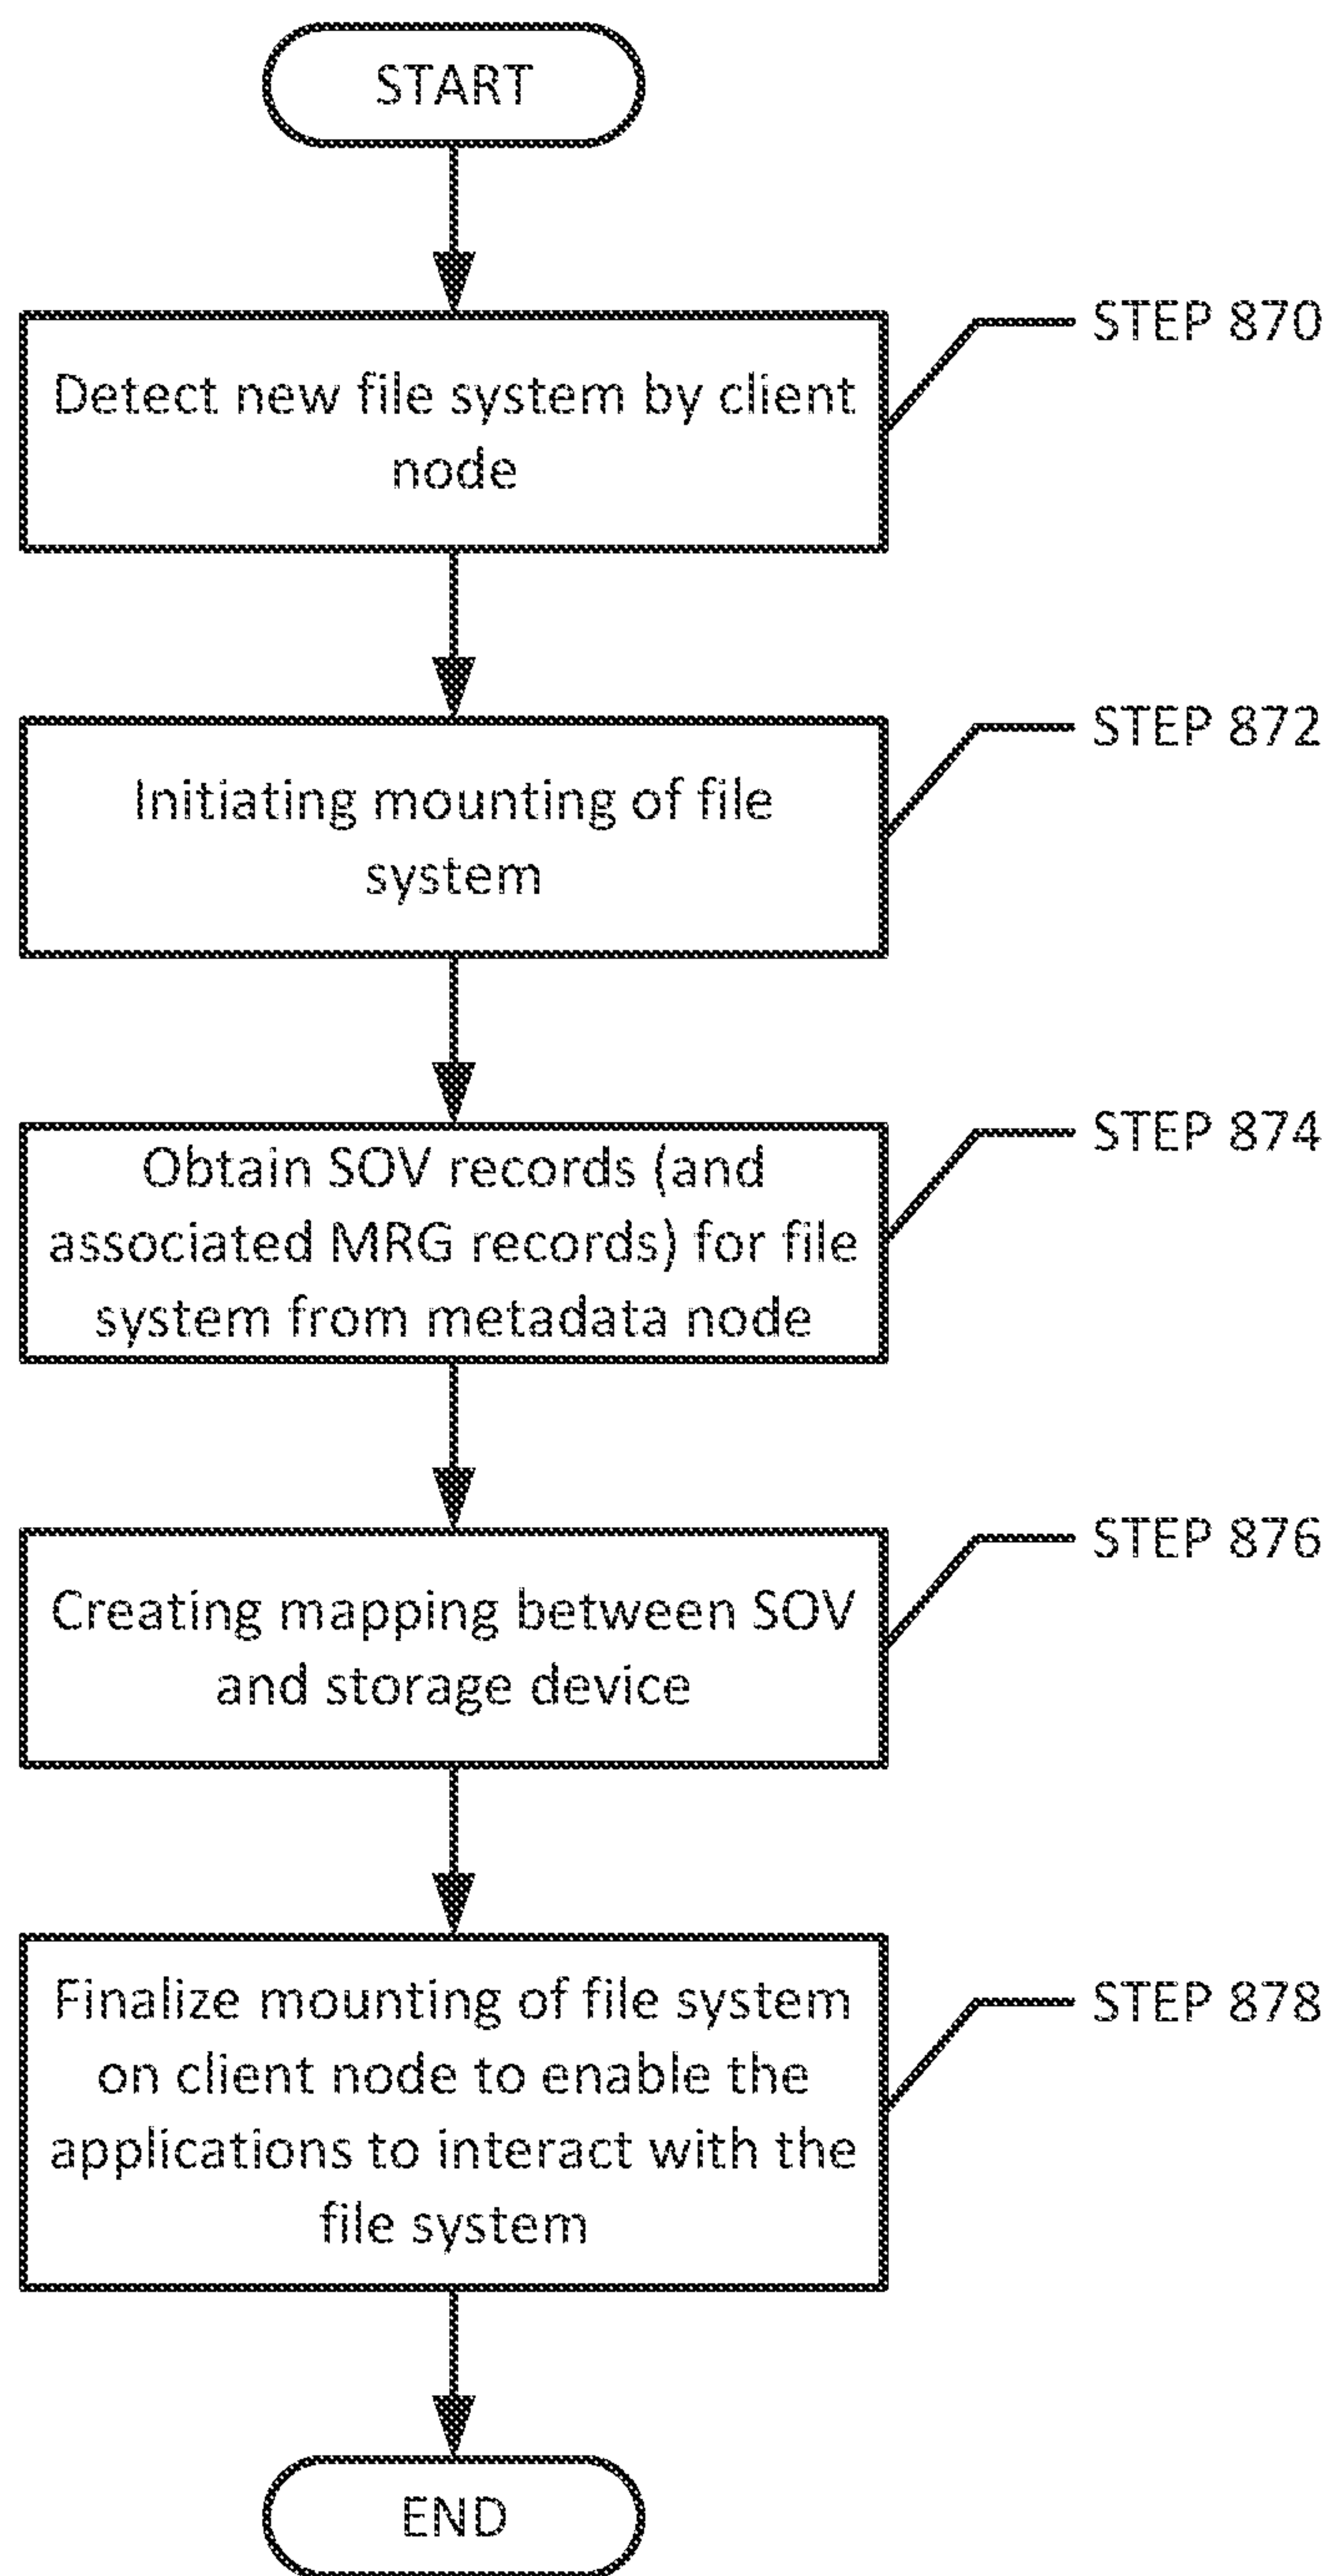 START
STEP 870
Detect new file system by client
node
STEP 872
Initiating mounting of file
system
STEP 874
Obtain SOV records (and
associated MRG records) for file
system from metadata node
STEP 876
Creating mapping between SOV
and storage device
STEP 878
Finalize mounting of file system
on client node to enable the
applications to interact with the
file system
END